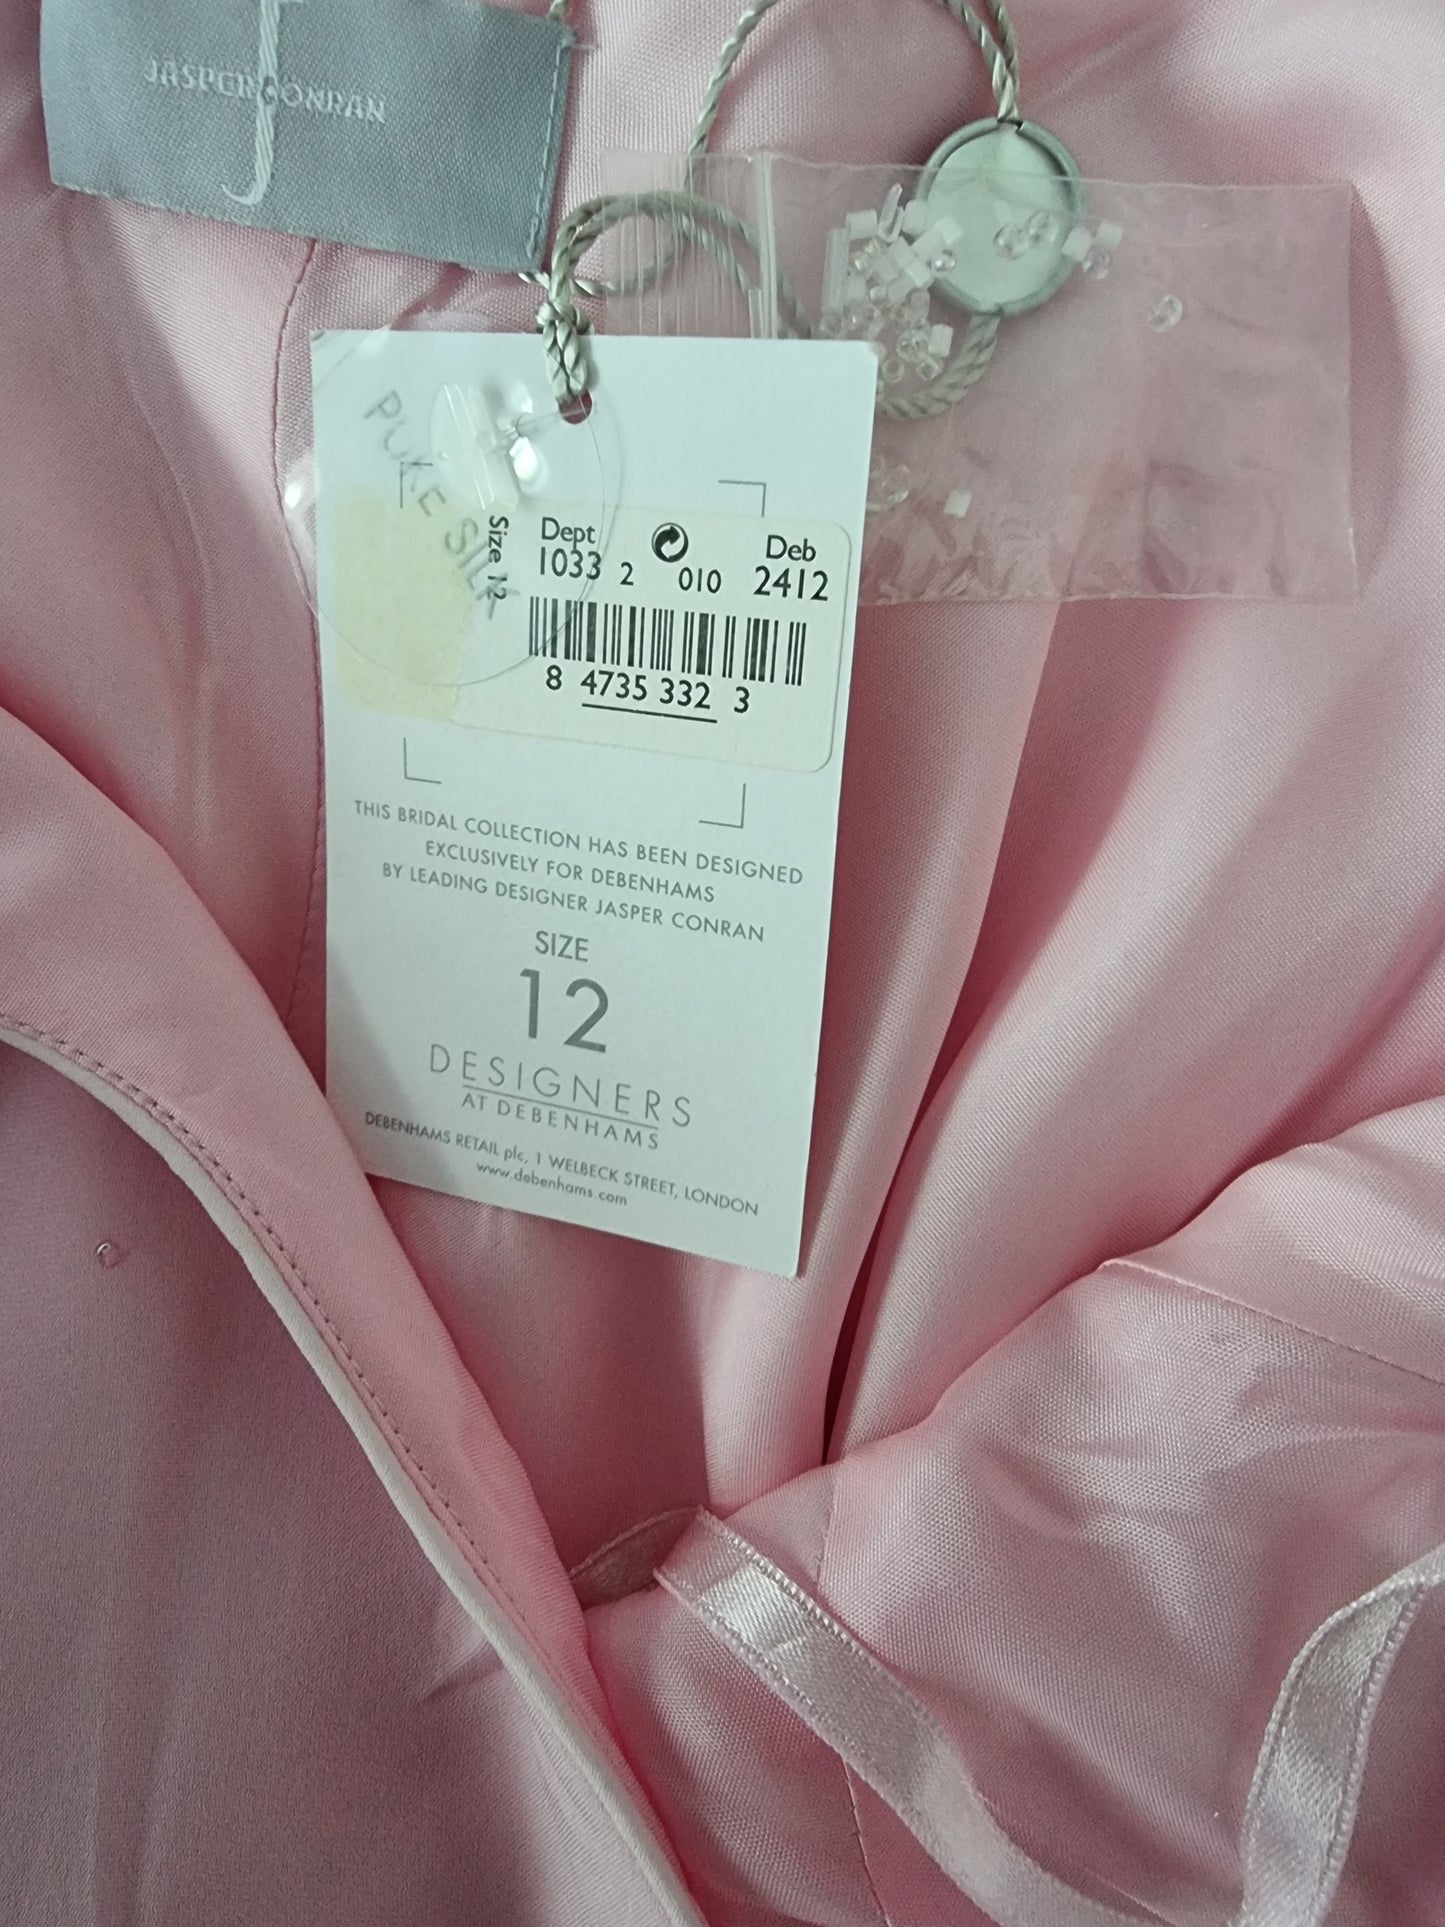 J
JASPER CONRAN
PUKE SILK
Size 12
Dept
1033 2 010
Deb
2412
8 4735 332 3
THIS BRIDAL COLLECTION HAS BEEN DESIGNED
EXCLUSIVELY FOR DEBENHAMS
BY LEADING DESIGNER JASPER CONRAN
SIZE
12
DESIGNERS
AT DEBENHAMS
DEBENHAMS RETAIL plc, 1 WELBECK STREET, LONDON
www.debenhams.com